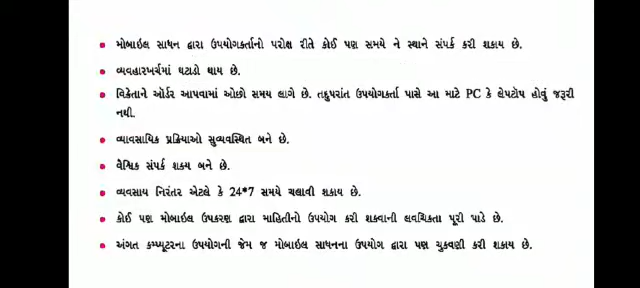 • મોબાઇલ સાધન દ્વારા ઉપયોગકર્તાનો પરોક્ષ રીતે કોઈ પણ સમયે ને સ્થાને સંપર્ક કરી શકાય છે.
• વ્યવહારખર્ચમાં ઘટાડો થાય છે.
• વિક્રેતાને ઑર્ડર આપવામાં ઓછો સમય લાગે છે. તદુપરાંત ઉપયોગકર્તા પાસે આ માટે PC કે લેપટૉપ હોવું જરૂરી
નથી.
• વ્યાવસાયિક પ્રક્રિયાઓ સુવ્યવસ્થિત બને છે.
• વૈશ્વિક સંપર્ક શક્ય બને છે.
• વ્યવસાય નિરંતર એટલે કે 24*7 સમયે ચલાવી શકાય છે.
• કોઈ પણ મોબાઇલ ઉપકરણ દ્વારા માહિતીનો ઉપયોગ કરી શકવાની લવચિકતા પૂરી પાડે છે.
• અંગત કમ્પ્યૂટરના ઉપયોગની જેમ જ મોબાઇલ સાધનના ઉપયોગ દ્વારા પણ ચુકવણી કરી શકાય છે.